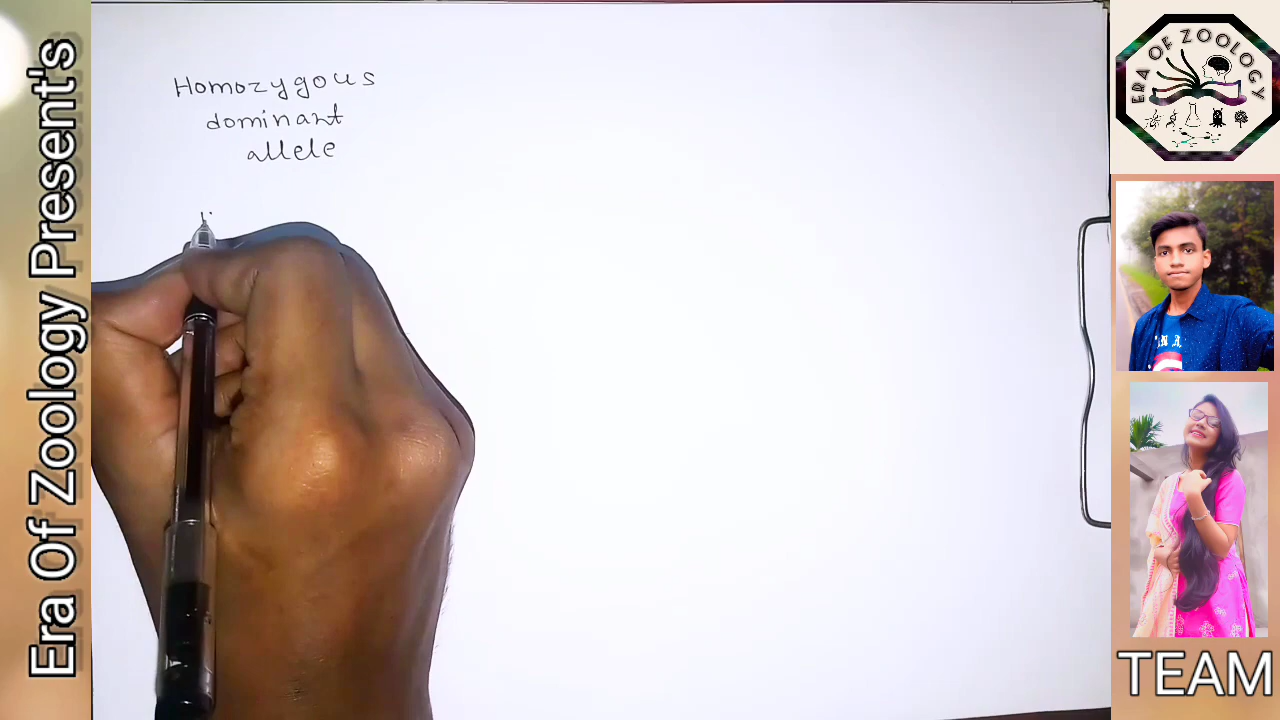 Era Of Zoology Present's
Homozygous
dominant
allele
ERA OF ZOOLOGY
TEAM